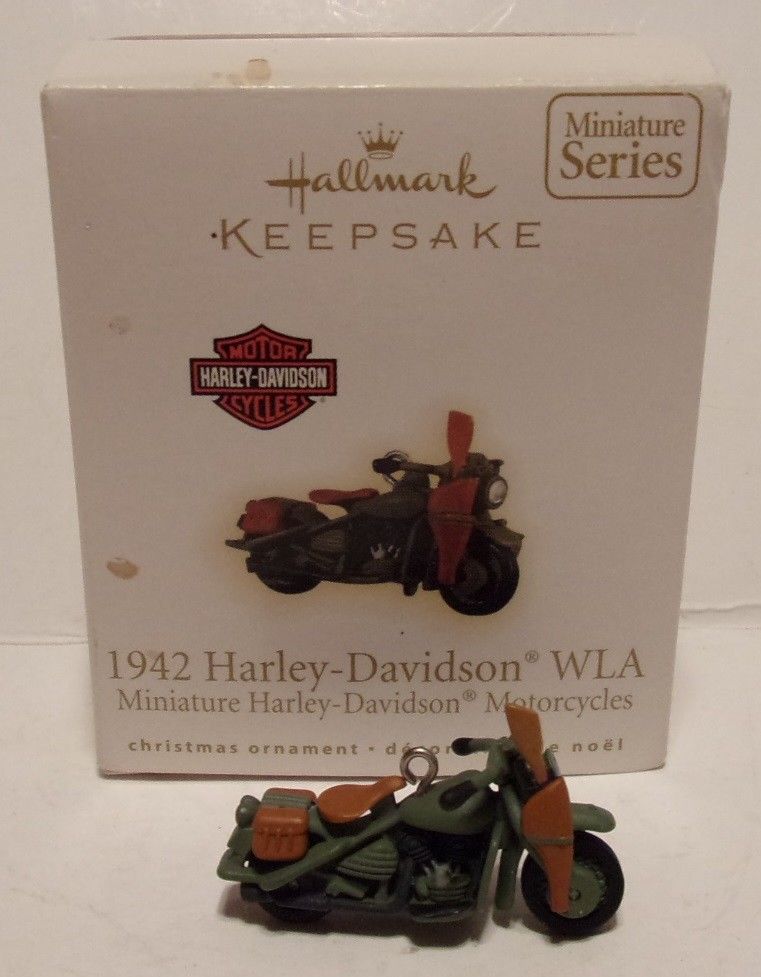 Miniature
Series
Hallmark
KEEPSAKE
MOTOR
HARLEY-DAVIDSON
CYCLES
1942 Harley-Davidson® WLA
Miniature Harley-Davidson® Motorcycles
christmas ornament • noël